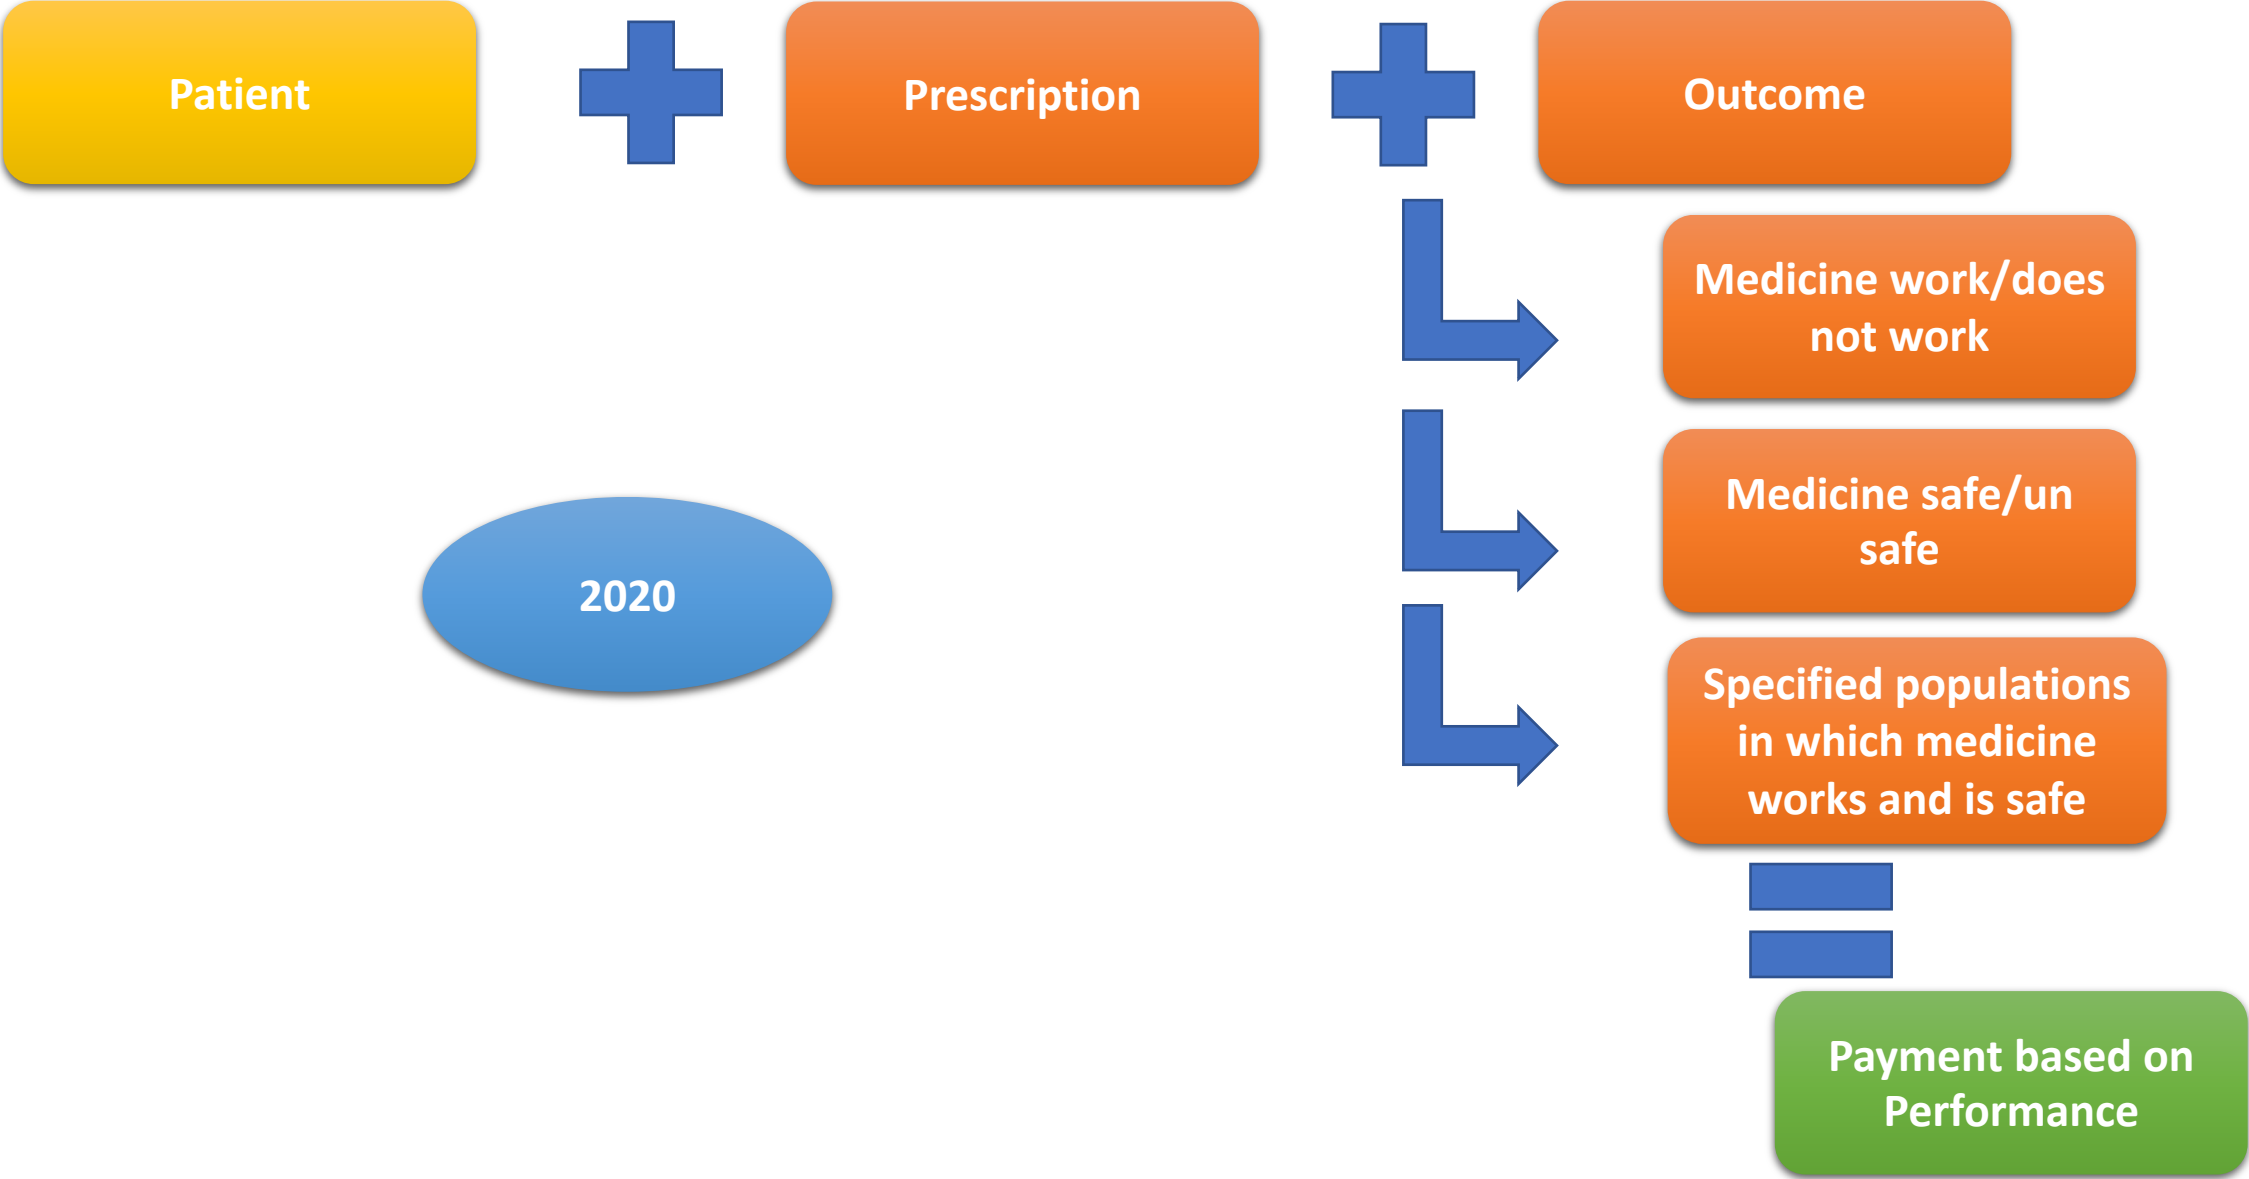 Patient
Prescription
Outcome
Medicine work/does
not work
Medicine safe/un
safe
2020
Specified populations
in which medicine
works and is safe
Payment based on
Performance